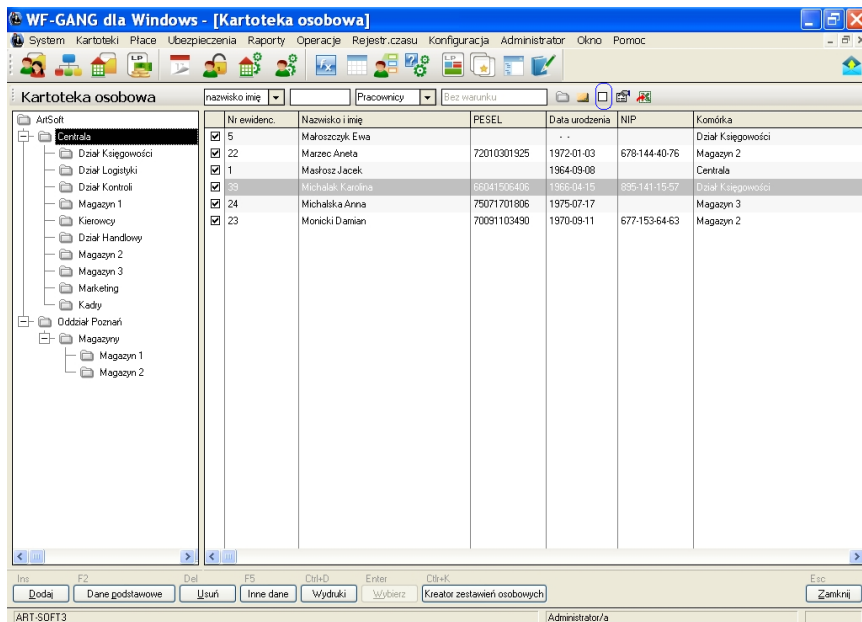 WF-GANG dla Windows - [Kartoteka osobowa]
System Kartoteki Płace Ubezpieczenia Raporty Operacje Rejestr.czasu Konfiguracja Administrator Okno Pomoc
Kartoteka osobowa nazwisko imię Pracownicy Bez warunku
ArtSoft
Centrala
Dział Księgowości
Dział Logistyki
Dział Kontroli
Magazyn 1
Kierowcy
Dział Handlowy
Magazyn 2
Magazyn 3
Marketing
Kadry
Oddział Poznań
Magazyny
Magazyn 1
Magazyn 2
Nr ewidenc. Nazwisko i imię PESEL Data urodzenia NIP Komórka
5 Małoszczyk Ewa - - Dział Księgowości
22 Marzec Aneta 72010301925 1972-01-03 678-144-40-76 Magazyn 2
1 Masłosz Jacek 1964-09-08 Centrala
39 Michalak Karolina 66041506406 1966-04-15 895-141-15-57 Dział Księgowości
24 Michalska Anna 75071701806 1975-07-17 Magazyn 3
23 Monicki Damian 70091103490 1970-09-11 677-153-64-63 Magazyn 2
Ins F2 Del F5 Ctrl+D Enter Ctlr+K Esc
Dodaj Dane podstawowe Usuń Inne dane Wydruki Wybierz Kreator zestawień osobowych Zamknij
ART-SOFT3 Administrator/a